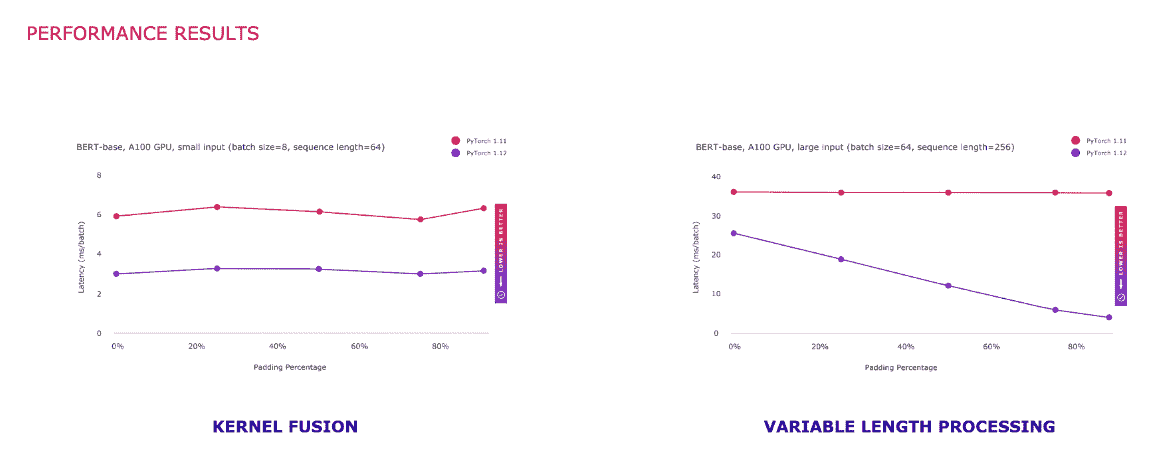 PERFORMANCE RESULTS
BERT-base, A100 GPU, small input (batch size=8, sequence length=64)
PyTorch 1.11
PyTorch 1.12
8
6
4
2
0
Latency (ms/batch)
0% 20% 40% 60% 80%
Padding Percentage
LOWER IS BETTER
KERNEL FUSION
BERT-base, A100 GPU, large input (batch size=64, sequence length=256)
PyTorch 1.11
PyTorch 1.12
40
30
20
10
0
Latency (ms/batch)
0% 20% 40% 60% 80%
Padding Percentage
LOWER IS BETTER
VARIABLE LENGTH PROCESSING